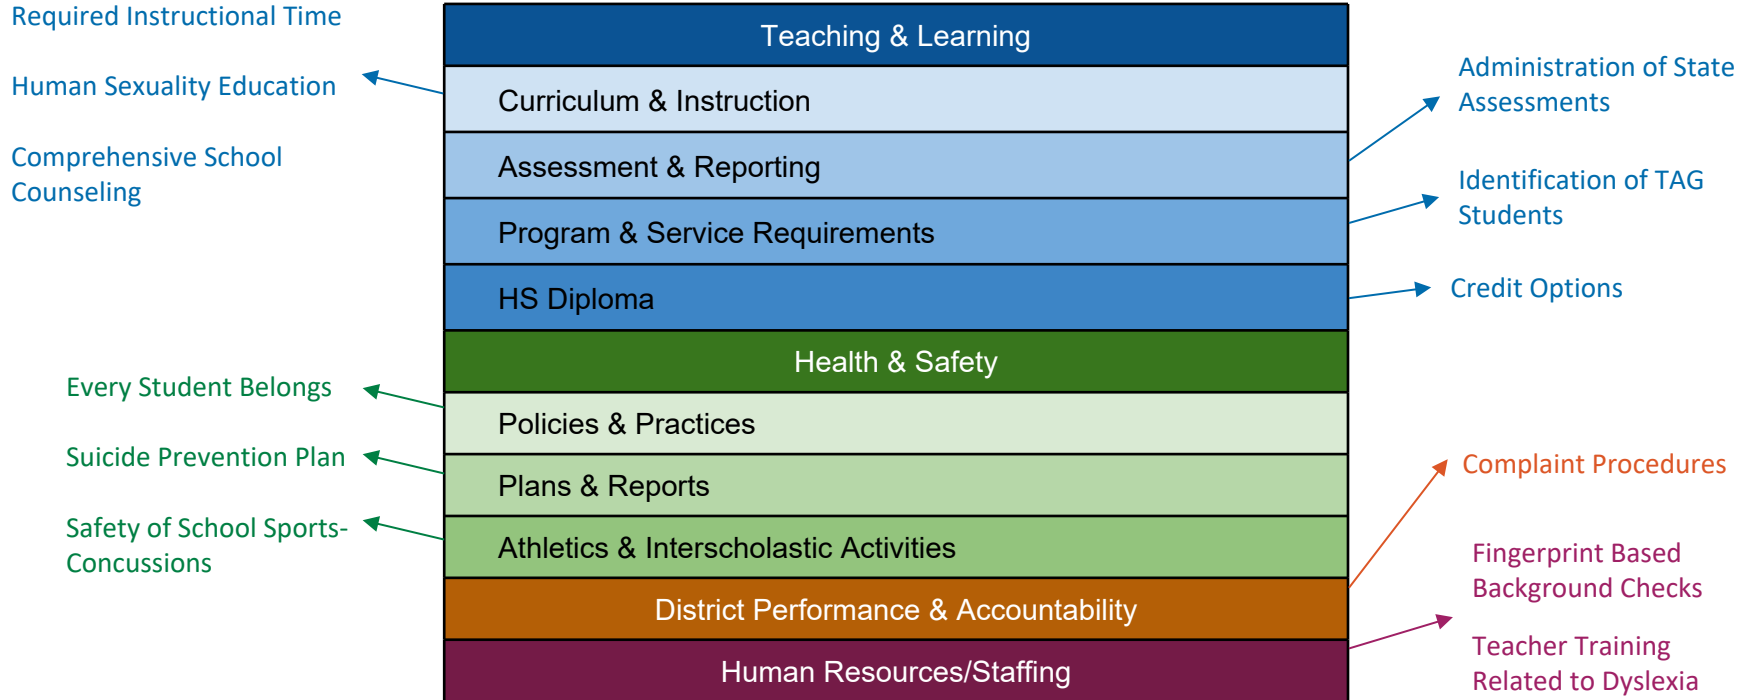 Required Instructional Time
Human Sexuality Education
Comprehensive School
Counseling
Teaching & Learning
Curriculum & Instruction
Assessment & Reporting
Program & Service Requirements
HS Diploma
Administration of State
Assessments
Identification of TAG
Students
Credit Options
Health & Safety
Policies & Practices
Plans & Reports
Athletics & Interscholastic Activities
Every Student Belongs
Suicide Prevention Plan
Safety of School Sports-
Concussions
District Performance & Accountability
Complaint Procedures
Human Resources/Staffing
Fingerprint Based
Background Checks
Teacher Training
Related to Dyslexia